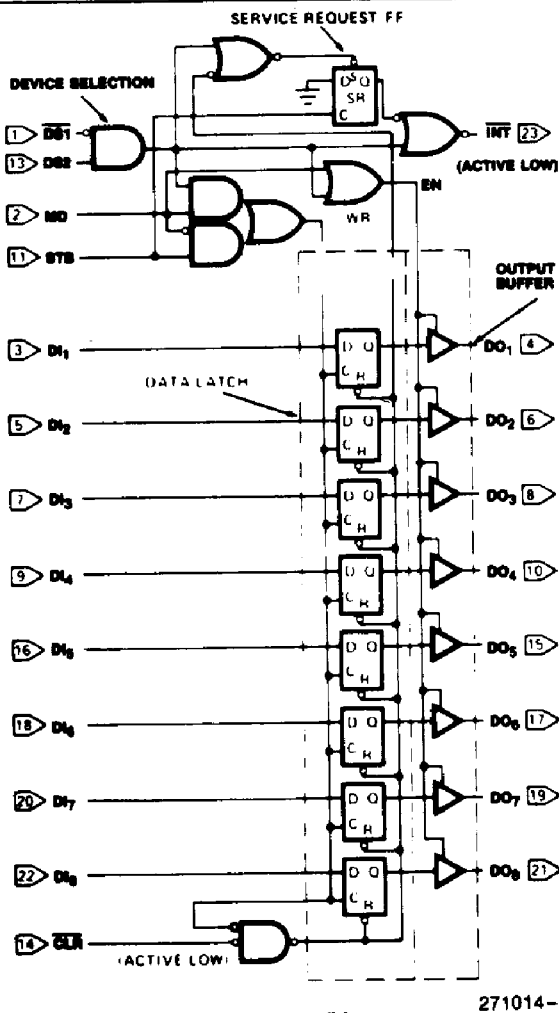 SERVICE REQUEST FF
DEVICE SELECTION
D S Q
SR
C
1 DS1
13 DS2
INT 23
(ACTIVE LOW)
EN
WR
2 MD
11 STB
OUTPUT
BUFFER
3 DI1 D Q C R DO1 4
DATA LATCH
5 DI2 D Q C R DO2 6
7 DI3 D Q C R DO3 8
9 DI4 D Q C R DO4 10
16 DI5 D Q C R DO5 15
18 DI6 D Q C R DO6 17
20 DI7 D Q C R DO7 19
22 DI8 D Q C R DO8 21
14 CLR
(ACTIVE LOW)
271014-